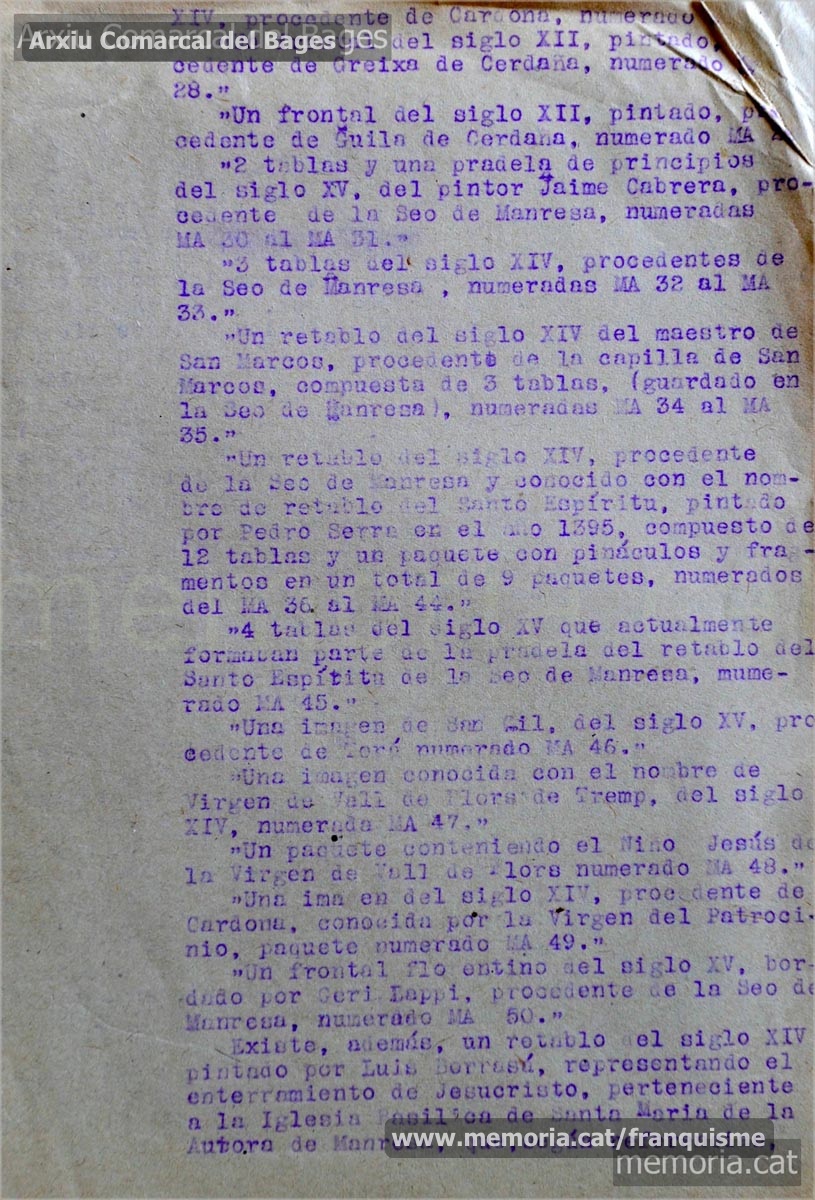 XIV, procedente de Cardona, numerado
Arxiu Comarcal del Bages
del siglo XII, pintado,
cedente de Greixa de Cerdaña, numerado
28."
"Un frontal del siglo XII, pintado,
cedente de Guila de Cerdaña, numerado MA
"2 tablas y una pradela de principios
del siglo XV, del pintor Jaime Cabrera, pro-
cedente de la Seo de Manresa, numeradas
MA 30 al MA 31."
"3 tablas del siglo XIV, procedentes de
la Seo de Manresa , numeradas MA 32 al MA
33."
"Un retablo del siglo XIV del maestro de
San Marcos, procedente de la capilla de San
Marcos, compuesta de 3 tablas, (guardado en
la Seo de Manresa), numeradas MA 34 al MA
35."
"Un retablo del siglo XIV, procedente
de la Seo de Manresa y conocido con el nom-
bre de retablo del Santo Espíritu, pintado
por Pedro Serra en el año 1395, compuesto de
12 tablas y un paquete con pináculos y frag-
mentos en un total de 9 paquetes, numerados
del MA 36 al MA 44."
"4 tablas del siglo XV que actualmente
formaban parte de la pradela del retablo del
Santo Espítitu de la Seo de Manresa, mume-
rado MA 45."
"Una imagen de San Gil, del siglo XV, pro
cedente de Torá numerado MA 46."
"Una imagen conocida con el nombre de
Virgen de Vall de Flors de Tremp, del siglo
XIV, numerada MA 47."
"Un paquete conteniendo el Niño Jesús de
la Virgen de Vall de Flors numerado MA 48."
"Una ima en del siglo XIV, procedente de
Cardona, conocida por la Virgen del Patroci-
nio, paquete numerado MA 49."
"Un frontal flo entino del siglo XV, bor-
dado por Geri Lappi, procedente de la Seo de
Manresa, numerado MA 50."
Existe, además, un retablo del siglo XIV
pintado por Luis Borrasá, representando el
enterramiento de Jesucristo, perteneciente
a la Iglesia Basílica de Santa Maria de la
Autora de Manresa,
www.memoria.cat/franquisme
memoria.cat